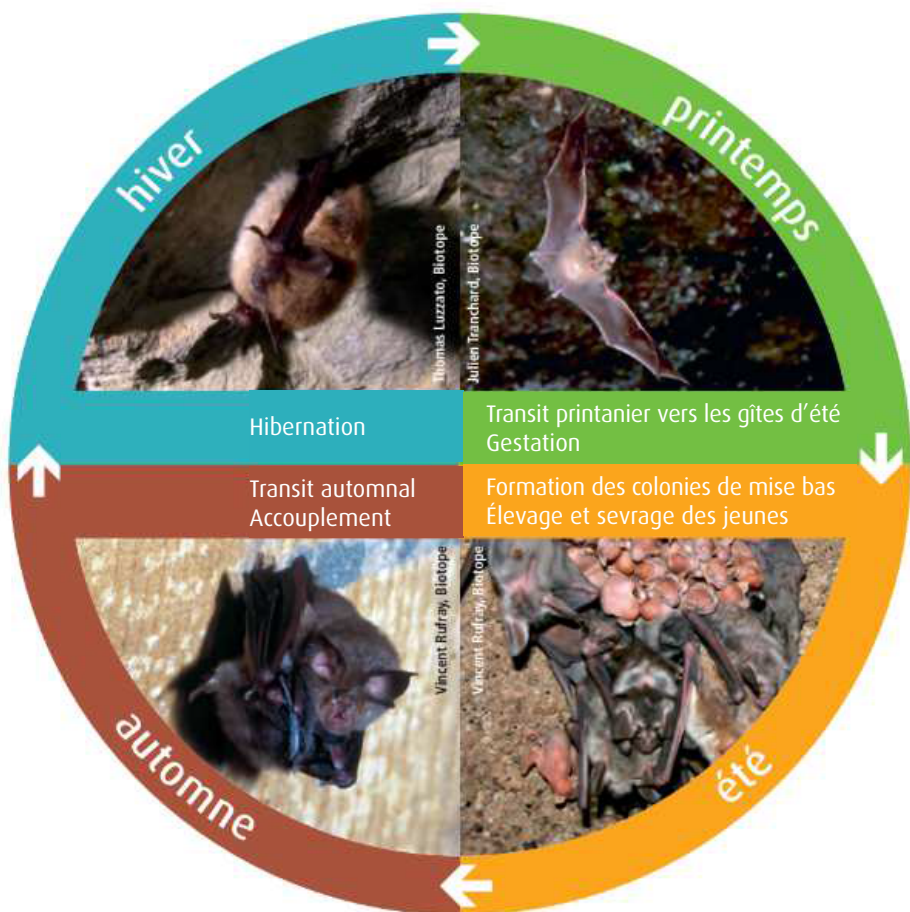 hiver
printemps
Thomas Luzzato, Biotope
Julien Tranchard, Biotope
Hibernation
Transit printanier vers les gîtes d'été
Gestation
Transit automnal
Accouplement
Formation des colonies de mise bas
Élevage et sevrage des jeunes
Vincent Rufray, Biotope
Vincent Rufray, Biotope
automne
été